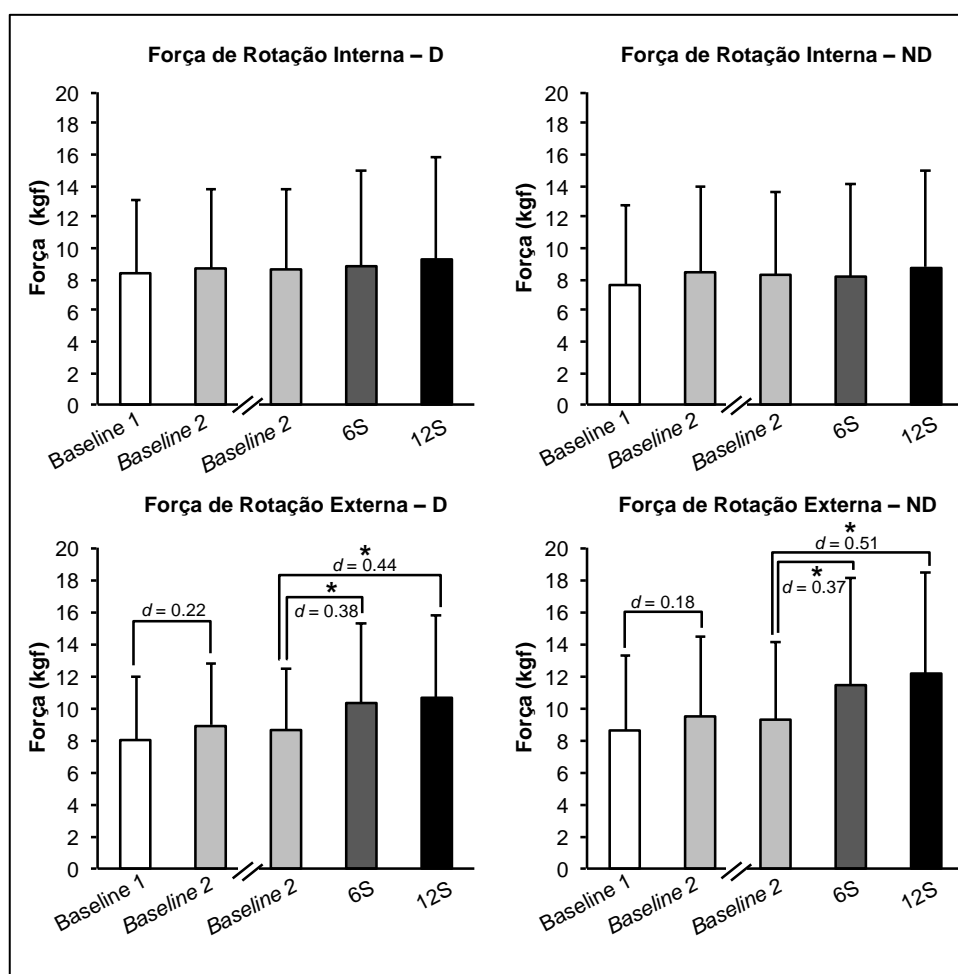 Força de Rotação Interna – D
Força (kgf)
20
18
16
14
12
10
8
6
4
2
0
Baseline 1
Baseline 2
Baseline 2
6S
12S
Força de Rotação Interna – ND
Força (kgf)
20
18
16
14
12
10
8
6
4
2
0
Baseline 1
Baseline 2
Baseline 2
6S
12S
Força de Rotação Externa – D
Força (kgf)
20
18
16
14
12
10
8
6
4
2
0
*
d = 0.44
*
d = 0.22
d = 0.38
Baseline 1
Baseline 2
Baseline 2
6S
12S
Força de Rotação Externa – ND
Força (kgf)
20
18
16
14
12
10
8
6
4
2
0
*
d = 0.51
*
d = 0.18
d = 0.37
Baseline 1
Baseline 2
Baseline 2
6S
12S